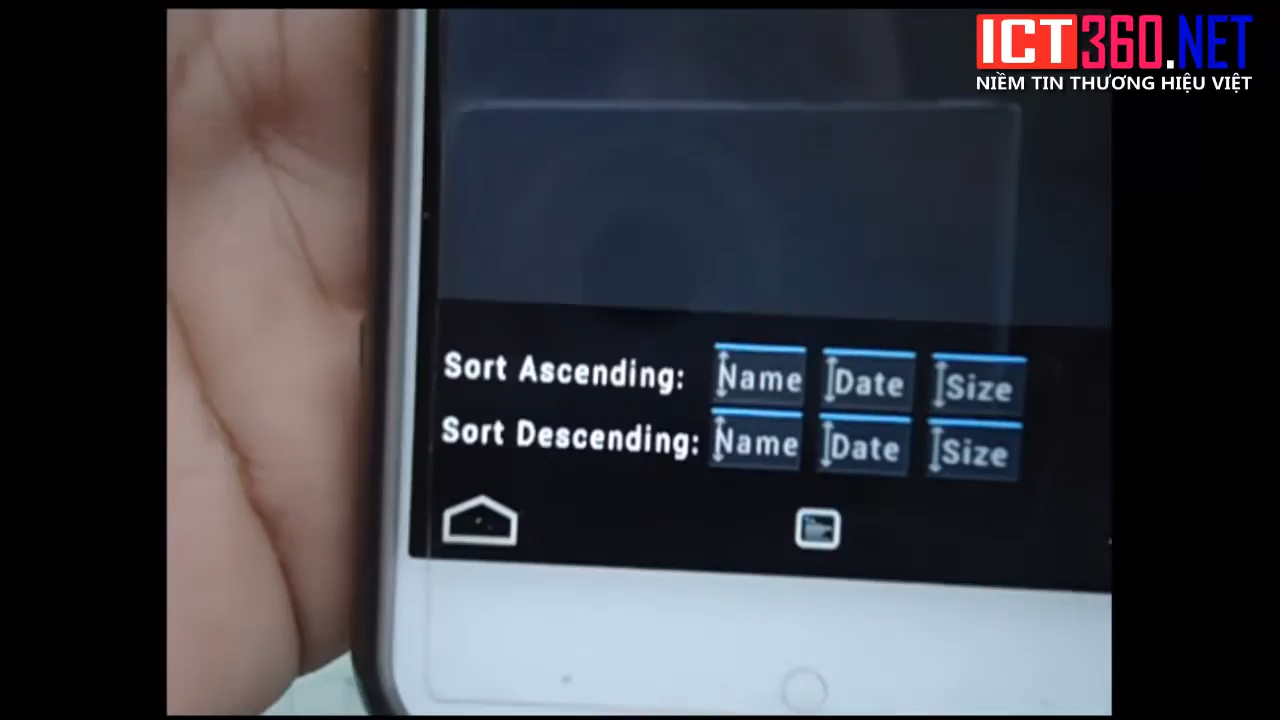 ICT360.NET
NIỀM TIN THƯƠNG HIỆU VIỆT
Sort Ascending: Name Date Size
Sort Descending: Name Date Size